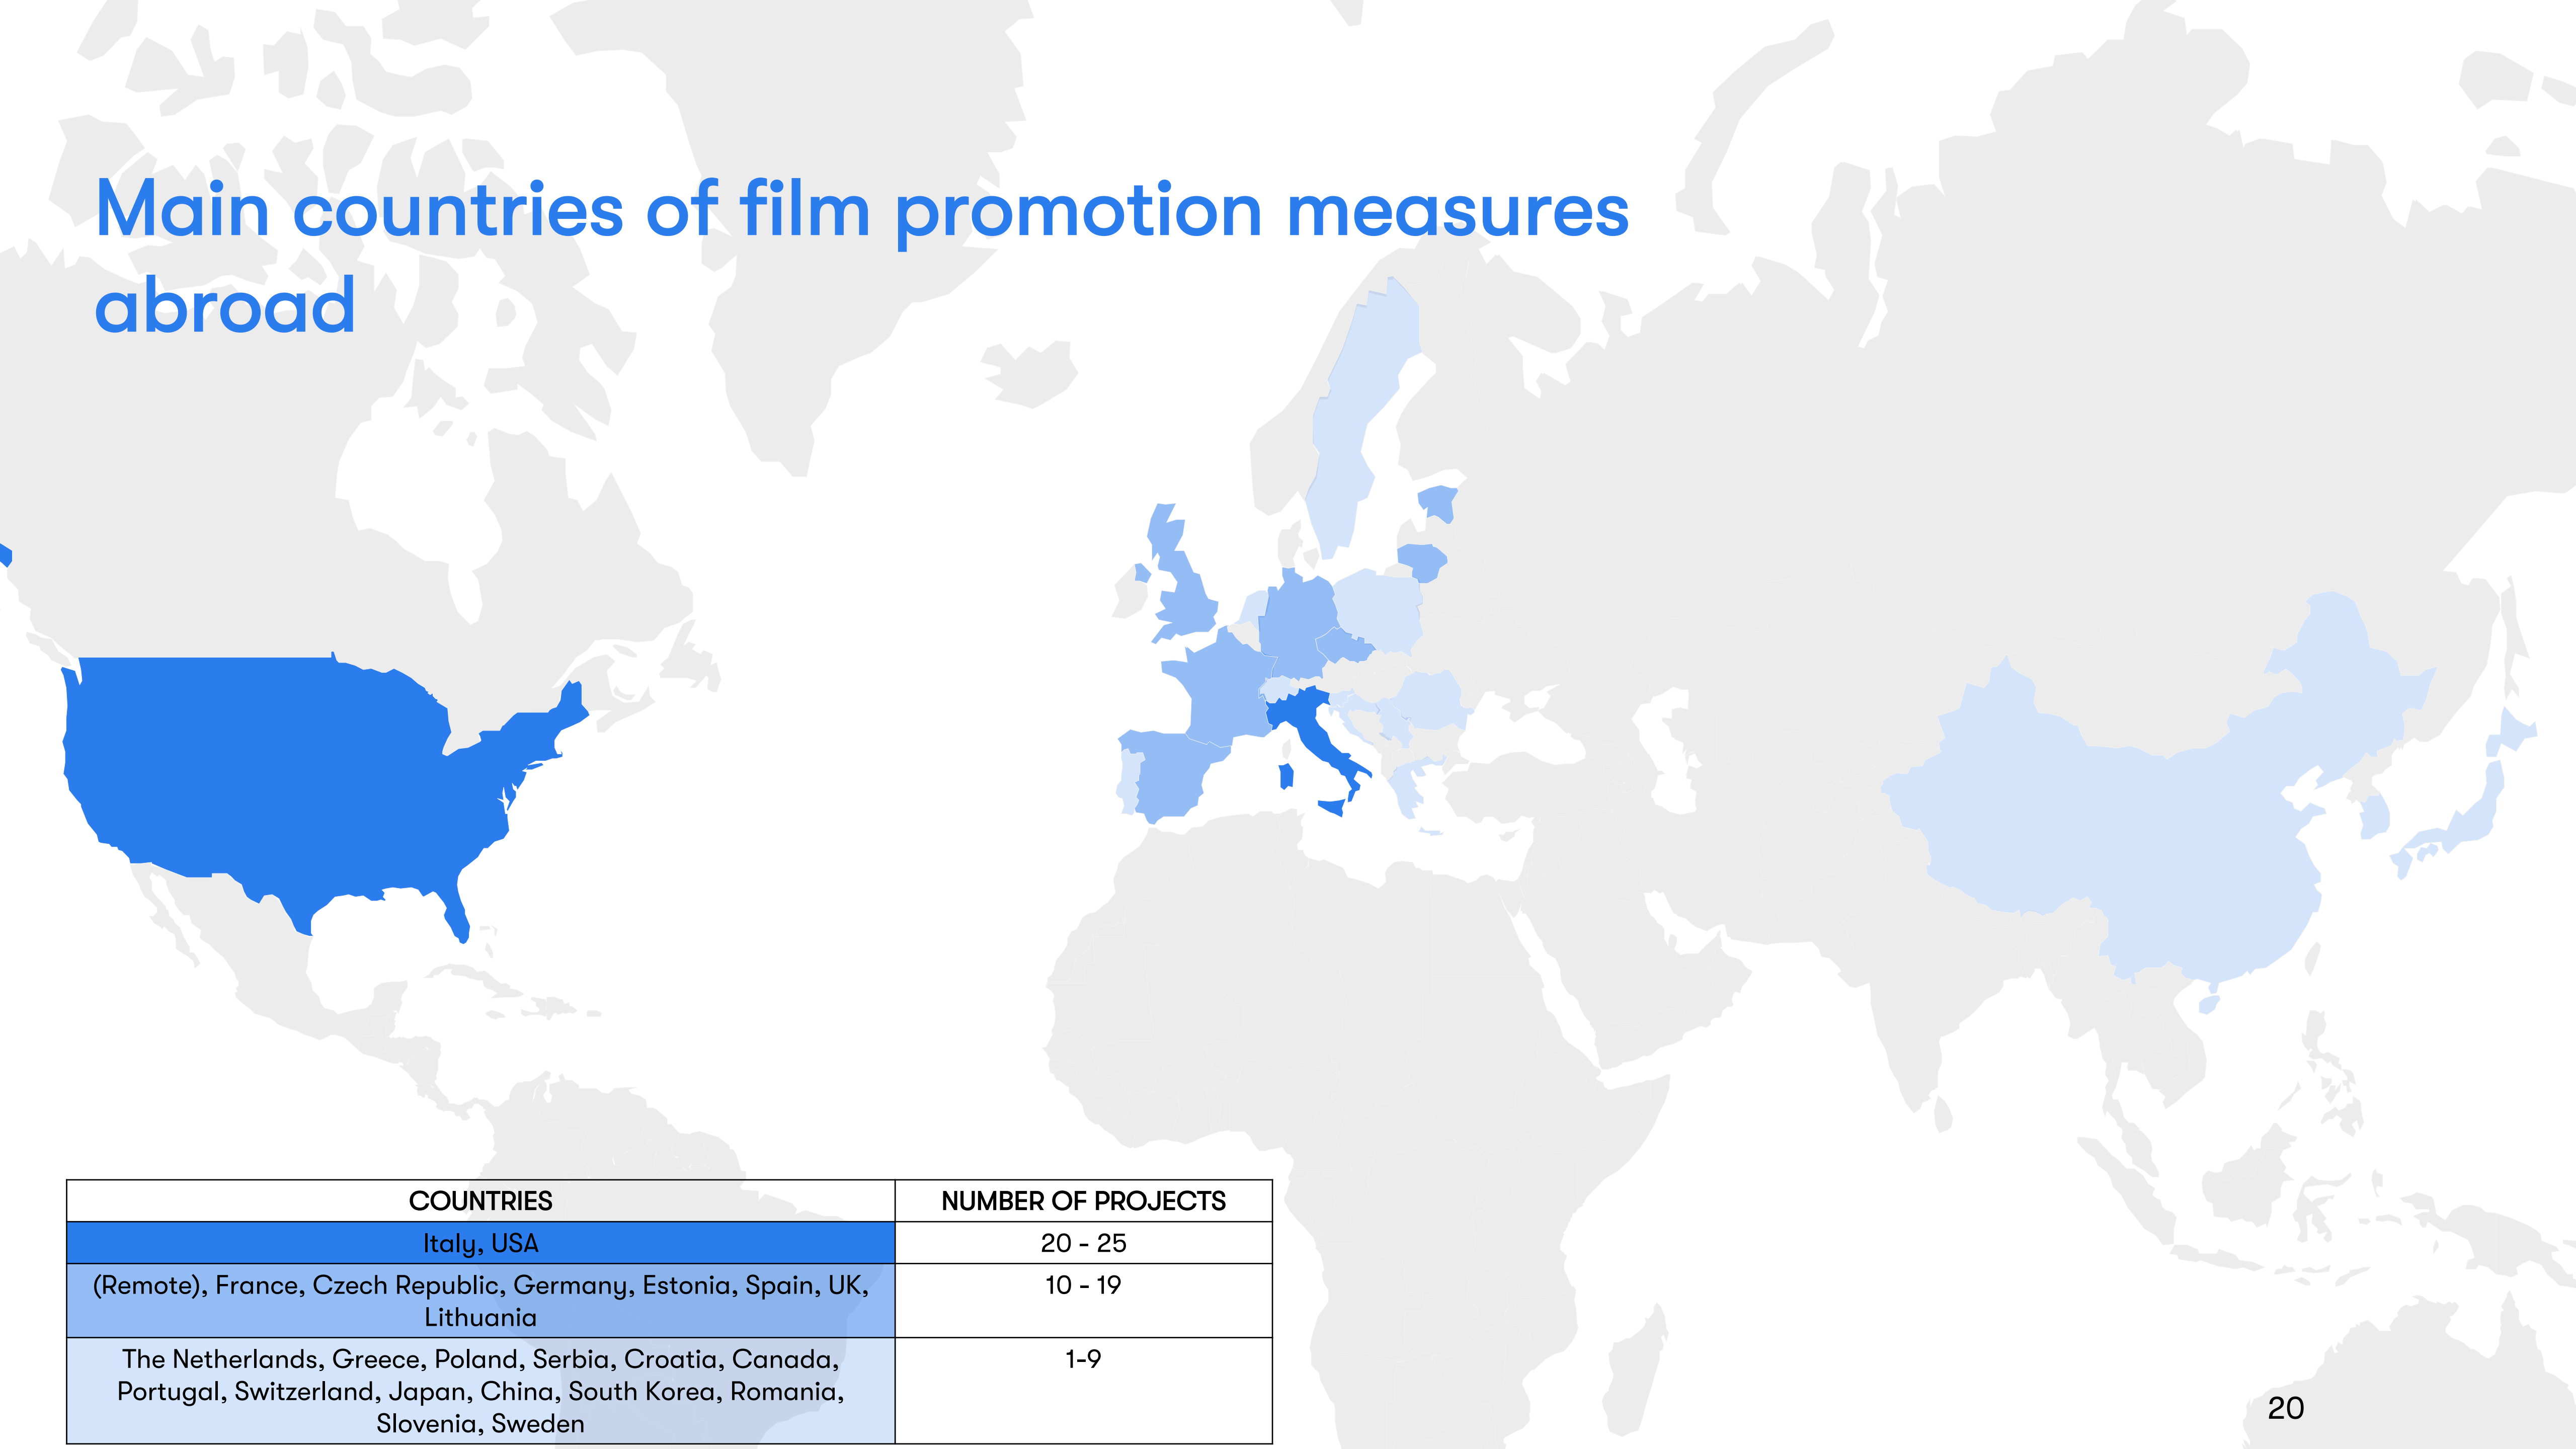 Main countries of film promotion measures
abroad
COUNTRIES
NUMBER OF PROJECTS
Italy, USA
20 - 25
(Remote), France, Czech Republic, Germany, Estonia, Spain, UK,
Lithuania
10 - 19
The Netherlands, Greece, Poland, Serbia, Croatia, Canada,
Portugal, Switzerland, Japan, China, South Korea, Romania,
Slovenia, Sweden
1-9
20